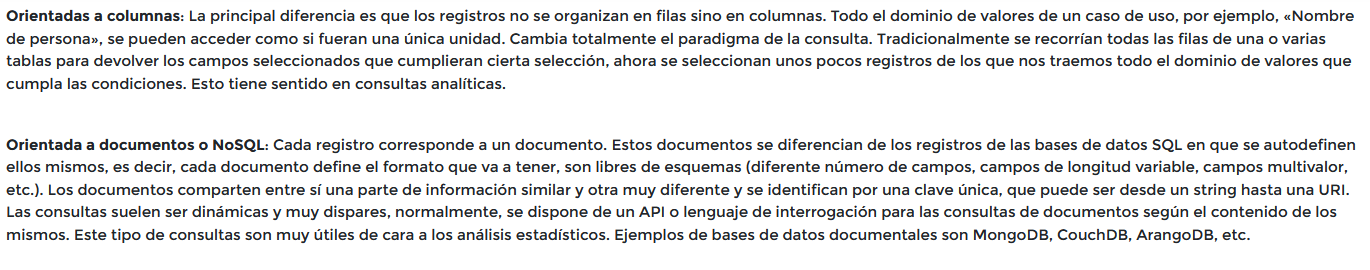 Orientadas a columnas: La principal diferencia es que los registros no se organizan en filas sino en columnas. Todo el dominio de valores de un caso de uso, por ejemplo, «Nombre
de persona», se pueden acceder como si fueran una única unidad. Cambia totalmente el paradigma de la consulta. Tradicionalmente se recorrían todas las filas de una o varias
tablas para devolver los campos seleccionados que cumplieran cierta selección, ahora se seleccionan unos pocos registros de los que nos traemos todo el dominio de valores que
cumpla las condiciones. Esto tiene sentido en consultas analíticas.
Orientada a documentos o NoSQL: Cada registro corresponde a un documento. Estos documentos se diferencian de los registros de las bases de datos SQL en que se autodefinen
ellos mismos, es decir, cada documento define el formato que va a tener, son libres de esquemas (diferente número de campos, campos de longitud variable, campos multivalor,
etc.). Los documentos comparten entre sí una parte de información similar y otra muy diferente y se identifican por una clave única, que puede ser desde un string hasta una URI.
Las consultas suelen ser dinámicas y muy dispares, normalmente, se dispone de un API o lenguaje de interrogación para las consultas de documentos según el contenido de los
mismos. Este tipo de consultas son muy útiles de cara a los análisis estadísticos. Ejemplos de bases de datos documentales son MongoDB, CouchDB, ArangoDB, etc.